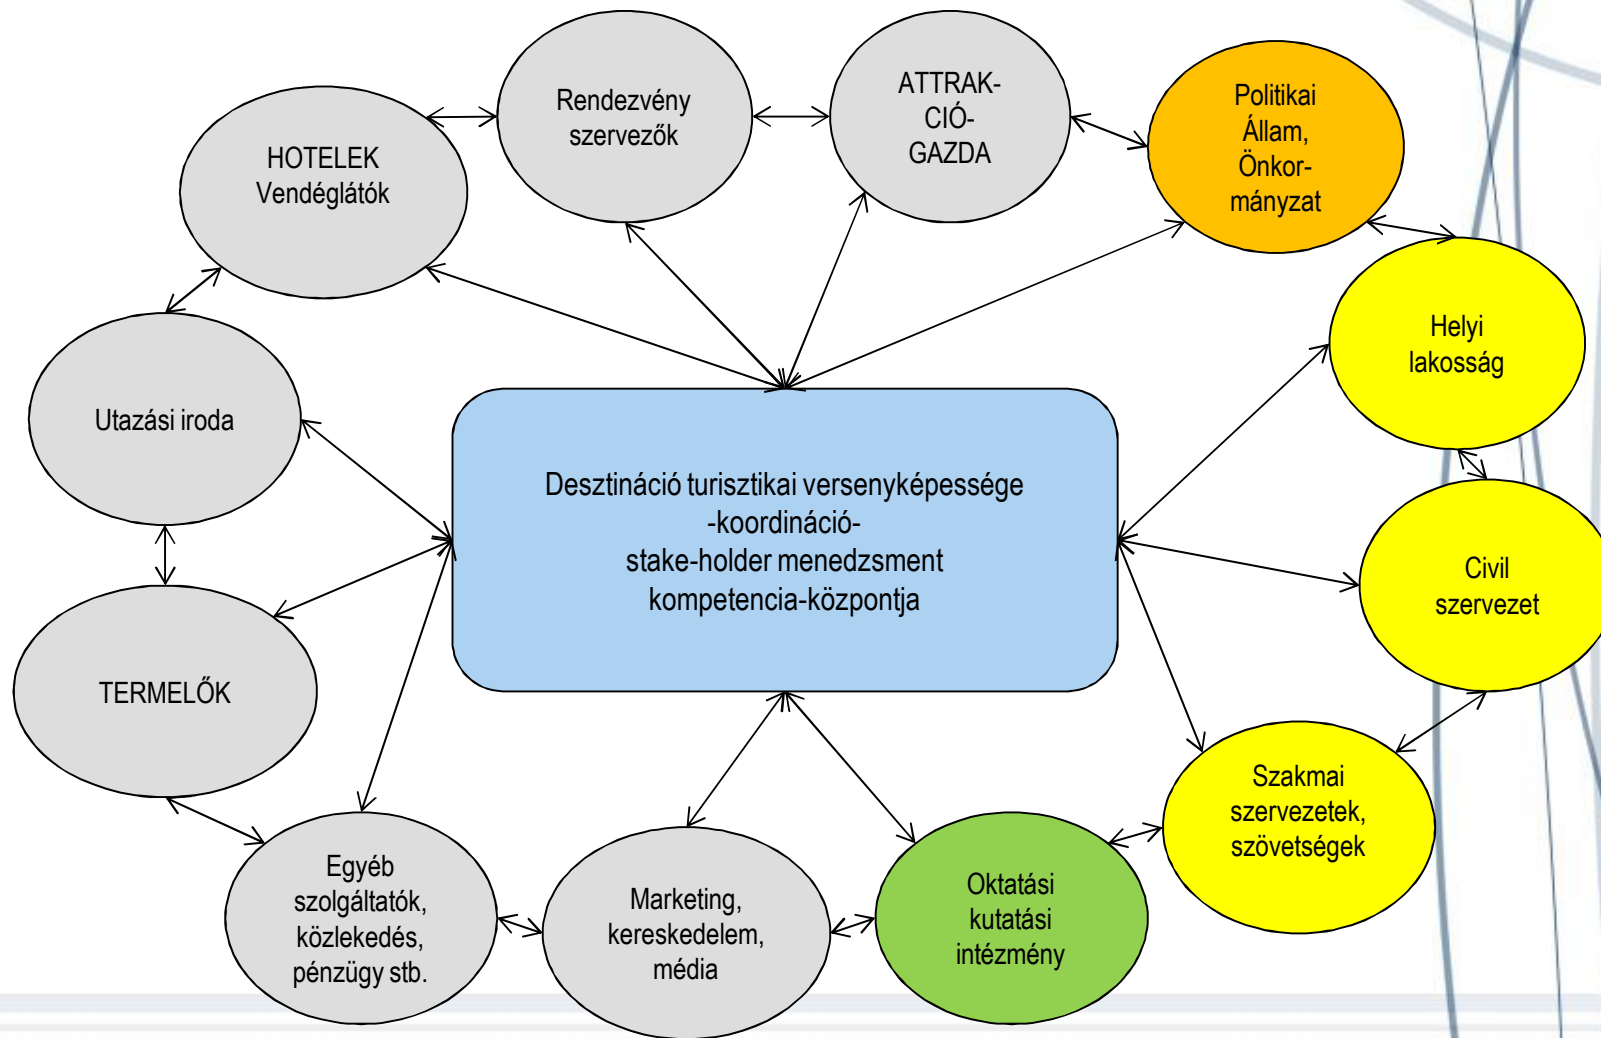 Rendezvény
szervezők
ATTRAK-
CIÓ-
GAZDA
Politikai
Állam,
Önkor-
mányzat
HOTELEK
Vendéglátók
Helyi
lakosság
Utazási iroda
Desztináció turisztikai versenyképessége
-koordináció-
stake-holder menedzsment
kompetencia-központja
Civil
szervezet
TERMELŐK
Szakmai
szervezetek,
szövetségek
Egyéb
szolgáltatók,
közlekedés,
pénzügy stb.
Marketing,
kereskedelem,
média
Oktatási
kutatási
intézmény